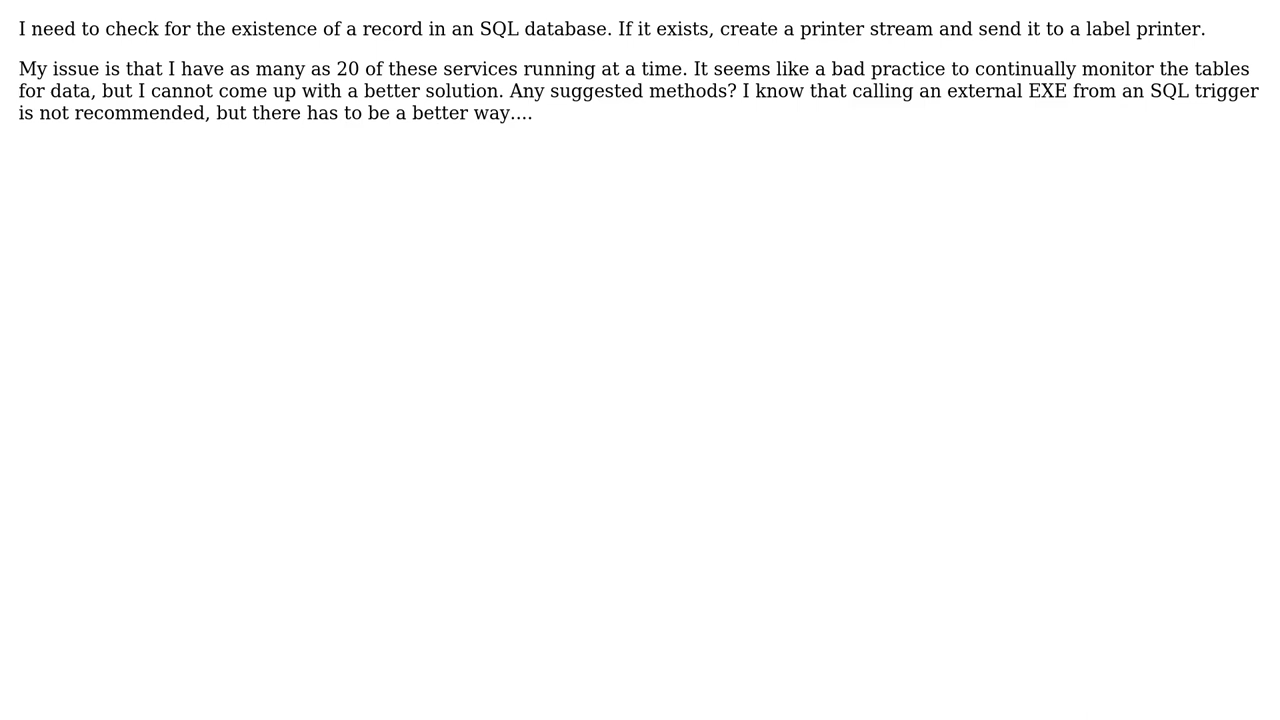 I need to check for the existence of a record in an SQL database. If it exists, create a printer stream and send it to a label printer.
My issue is that I have as many as 20 of these services running at a time. It seems like a bad practice to continually monitor the tables
for data, but I cannot come up with a better solution. Any suggested methods? I know that calling an external EXE from an SQL trigger
is not recommended, but there has to be a better way....